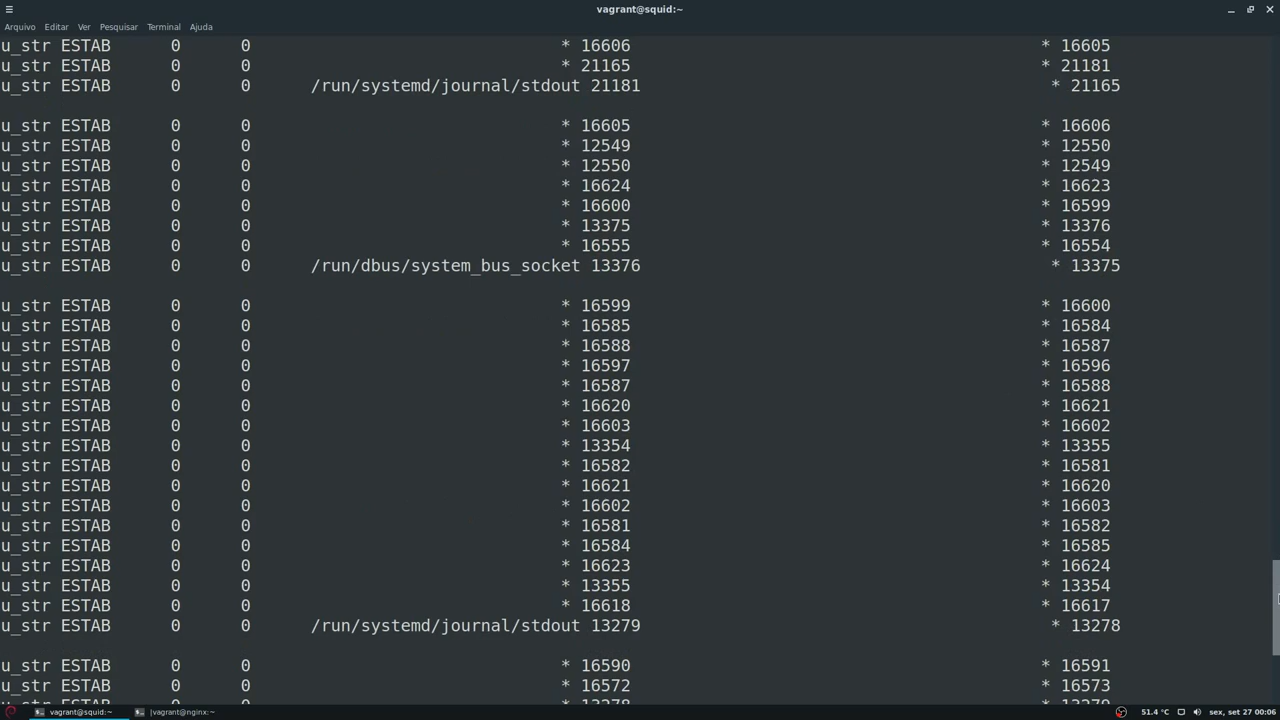 vagrant@squid:~
Arquivo Editar Ver Pesquisar Terminal Ajuda
u_str ESTAB 0 0 * 16606 * 16605
u_str ESTAB 0 0 * 21165 * 21181
u_str ESTAB 0 0 /run/systemd/journal/stdout 21181 * 21165
u_str ESTAB 0 0 * 16605 * 16606
u_str ESTAB 0 0 * 12549 * 12550
u_str ESTAB 0 0 * 12550 * 12549
u_str ESTAB 0 0 * 16624 * 16623
u_str ESTAB 0 0 * 16600 * 16599
u_str ESTAB 0 0 * 13375 * 13376
u_str ESTAB 0 0 * 16555 * 16554
u_str ESTAB 0 0 /run/dbus/system_bus_socket 13376 * 13375
u_str ESTAB 0 0 * 16599 * 16600
u_str ESTAB 0 0 * 16585 * 16584
u_str ESTAB 0 0 * 16588 * 16587
u_str ESTAB 0 0 * 16597 * 16596
u_str ESTAB 0 0 * 16587 * 16588
u_str ESTAB 0 0 * 16620 * 16621
u_str ESTAB 0 0 * 16603 * 16602
u_str ESTAB 0 0 * 13354 * 13355
u_str ESTAB 0 0 * 16582 * 16581
u_str ESTAB 0 0 * 16621 * 16620
u_str ESTAB 0 0 * 16602 * 16603
u_str ESTAB 0 0 * 16581 * 16582
u_str ESTAB 0 0 * 16584 * 16585
u_str ESTAB 0 0 * 16623 * 16624
u_str ESTAB 0 0 * 13355 * 13354
u_str ESTAB 0 0 * 16618 * 16617
u_str ESTAB 0 0 /run/systemd/journal/stdout 13279 * 13278
u_str ESTAB 0 0 * 16590 * 16591
u_str ESTAB 0 0 * 16572 * 16573
u_str ESTAB 0 0 * 13278 * 13279
vagrant@squid:~ |vagrant@nginx:~ 51.4 °C sex, set 27 00:06